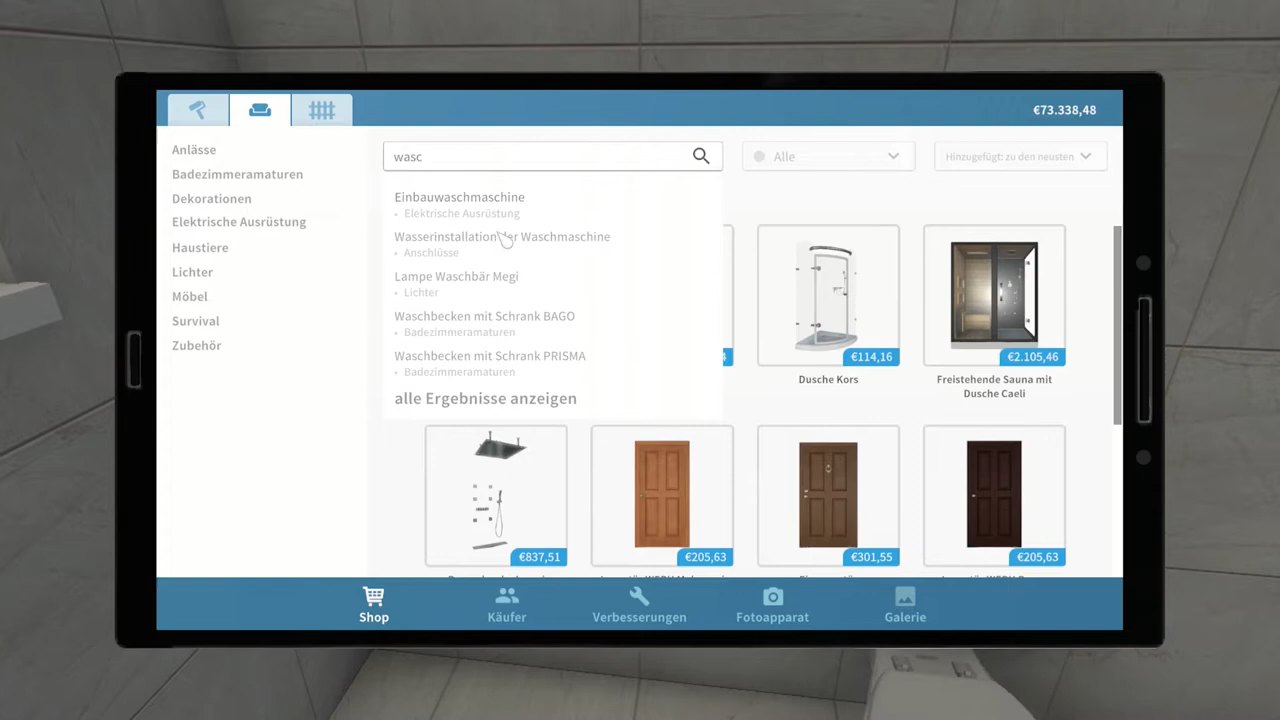 €73.338,48
Anlässe
Badezimmeramaturen
Dekorationen
Elektrische Ausrüstung
Haustiere
Lichter
Möbel
Survival
Zubehör
wasc
Alle
Hinzugefügt: zu den neusten
Einbauwaschmaschine
• Elektrische Ausrüstung
Wasserinstallation der Waschmaschine
• Anschlüsse
Lampe Waschbär Megi
• Lichter
Waschbecken mit Schrank BAGO
• Badezimmeramaturen
Waschbecken mit Schrank PRISMA
• Badezimmeramaturen
alle Ergebnisse anzeigen
€114,16
€2.105,46
Dusche Kors
Freistehende Sauna mit
Dusche Caeli
€837,51
€205,63
€301,55
€205,63
Shop
Käufer
Verbesserungen
Fotoapparat
Galerie